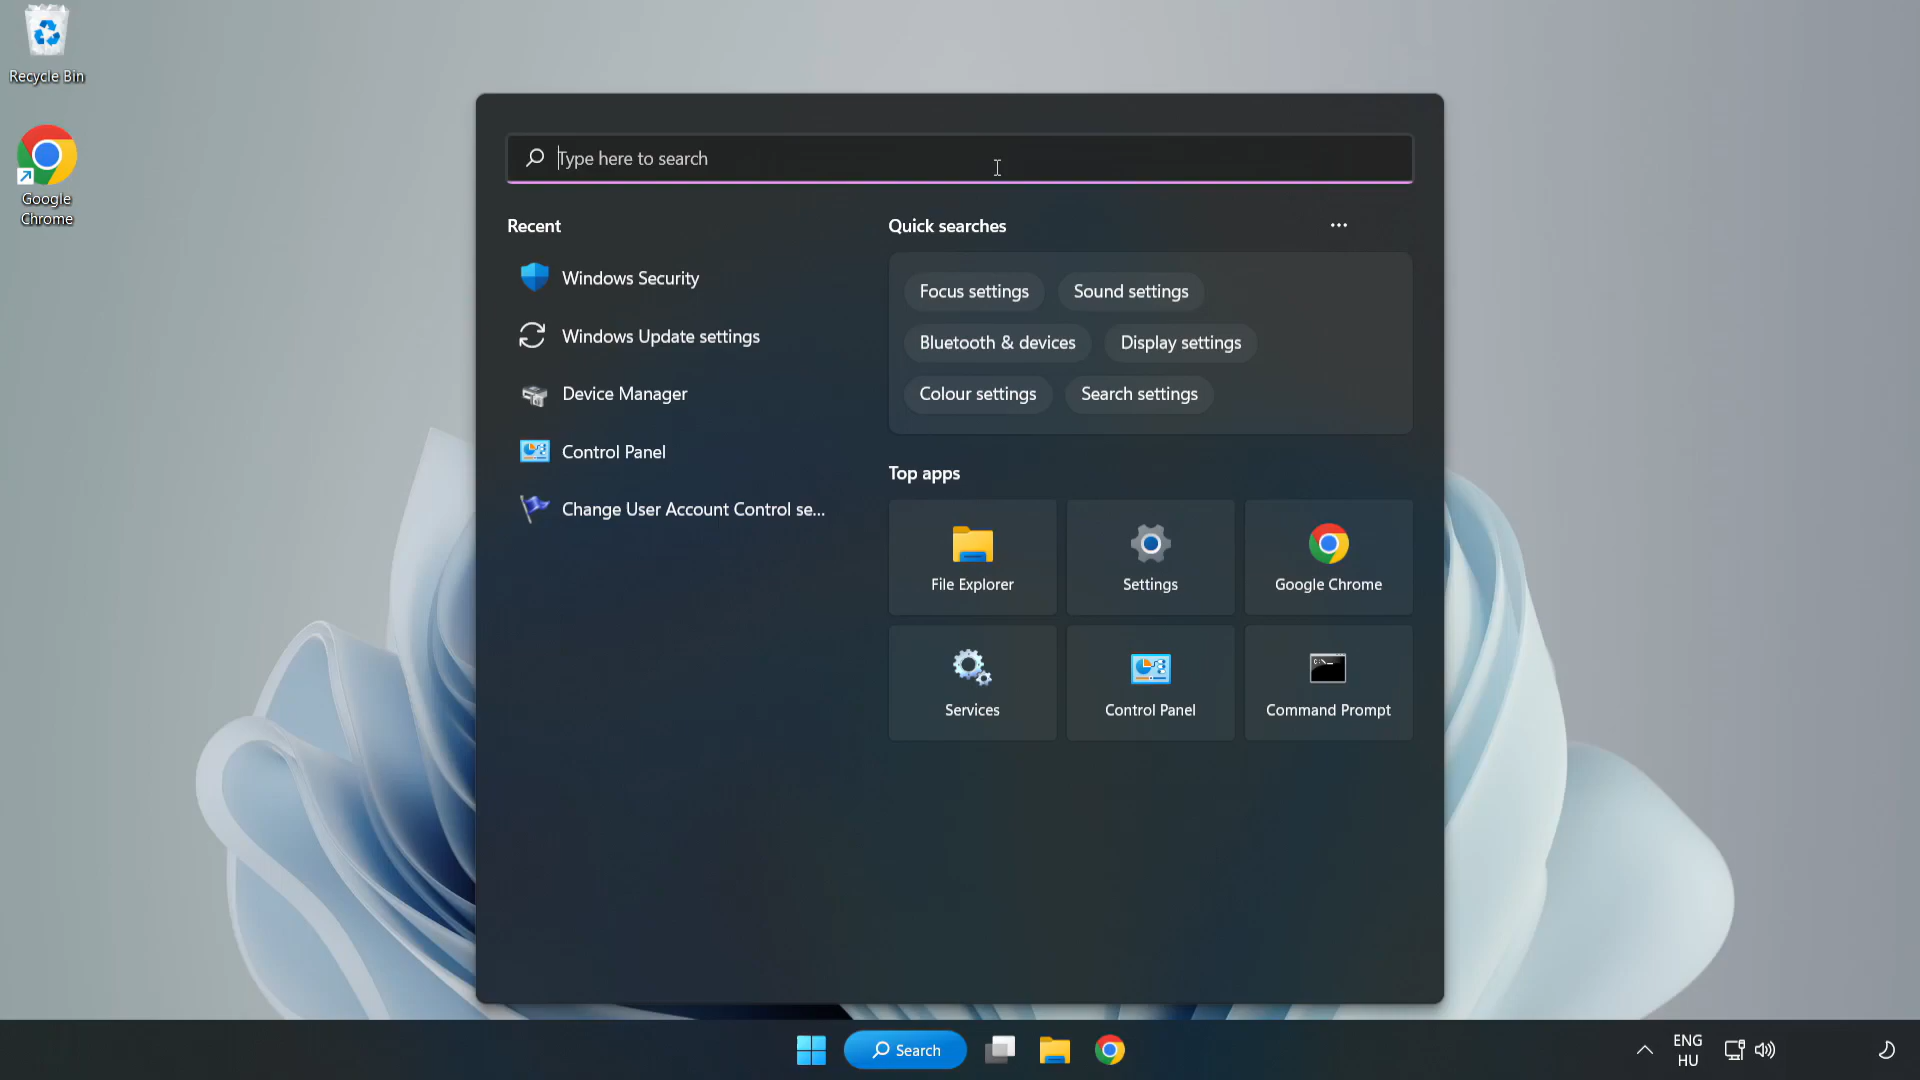 Recycle Bin
Google
Chrome
Type here to search
Recent
Windows Security
Windows Update settings
Device Manager
Control Panel
Change User Account Control se...
Quick searches
Focus settings
Sound settings
Bluetooth & devices
Display settings
Colour settings
Search settings
Top apps
File Explorer
Settings
Google Chrome
Services
Control Panel
Command Prompt
Search
ENG
HU